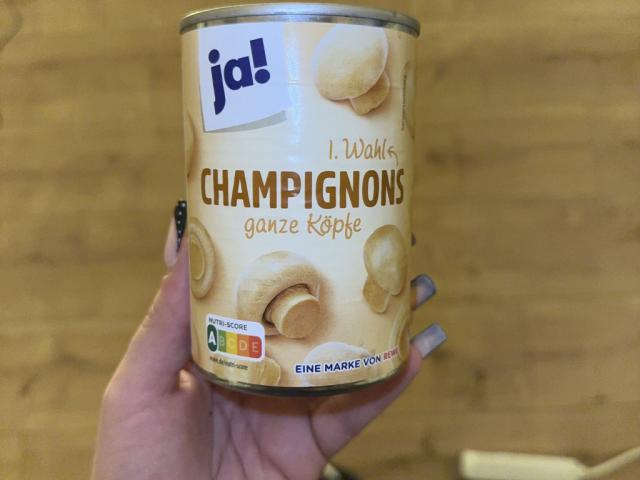 ja!
1. Wahl
CHAMPIGNONS
ganze Köpfe
NUTRI-SCORE
A B C D E
EINE MARKE VON REWE